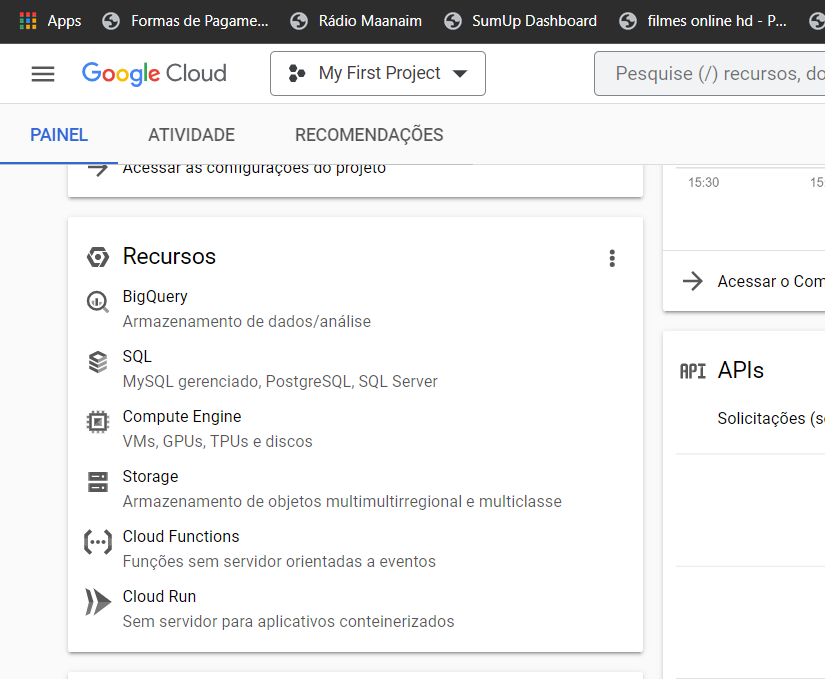 Apps
Formas de Pagame...
Rádio Maanaim
SumUp Dashboard
filmes online hd - P...
Google Cloud
My First Project
Pesquise (/) recursos, do
PAINEL
ATIVIDADE
RECOMENDAÇÕES
Acessar as configurações do projeto
Recursos
BigQuery
Armazenamento de dados/análise
SQL
MySQL gerenciado, PostgreSQL, SQL Server
Compute Engine
VMs, GPUs, TPUs e discos
Storage
Armazenamento de objetos multimultirregional e multiclasse
Cloud Functions
Funções sem servidor orientadas a eventos
Cloud Run
Sem servidor para aplicativos conteinerizados
15:30
15
Acessar o Com
API APIs
Solicitações (s